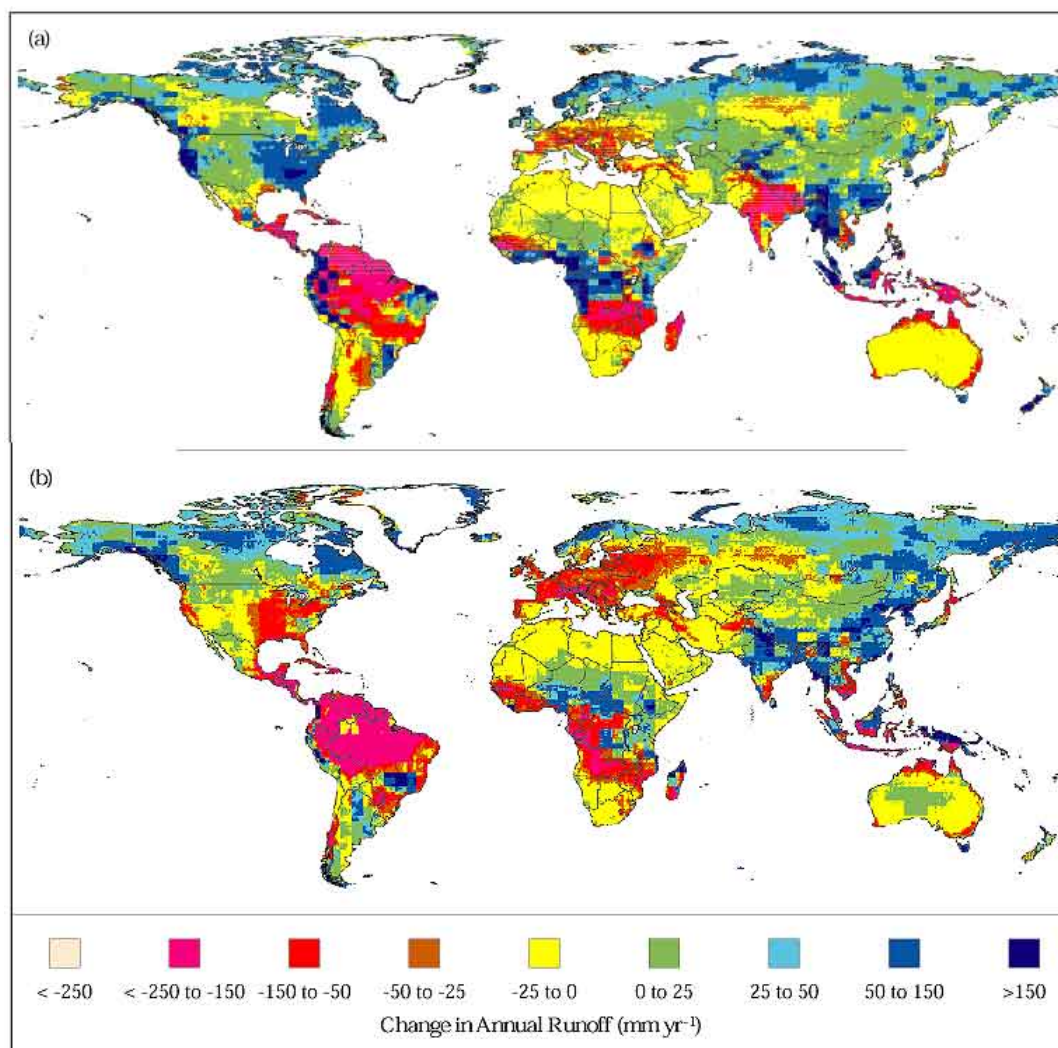 (a)
(b)
< -250 < -250 to -150 -150 to -50 -50 to -25 -25 to 0 0 to 25 25 to 50 50 to 150 >150
Change in Annual Runoff (mm yr⁻¹)